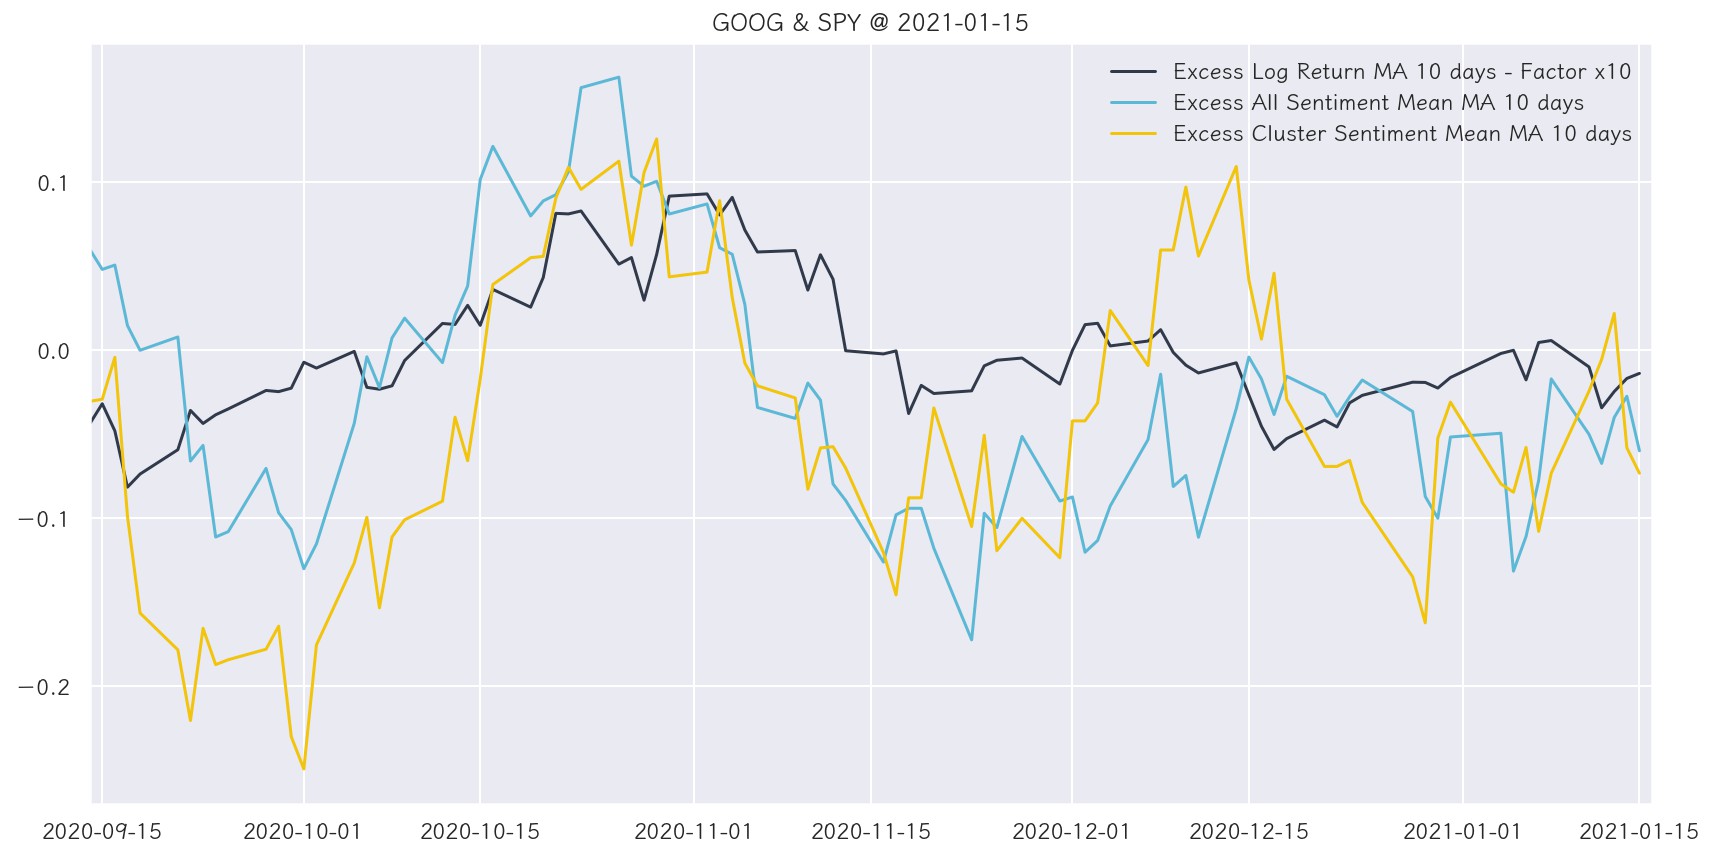 GOOG & SPY @ 2021-01-15
Excess Log Return MA 10 days - Factor x10
Excess All Sentiment Mean MA 10 days
Excess Cluster Sentiment Mean MA 10 days
0.1
0.0
−0.1
−0.2
2020-09-15 2020-10-01 2020-10-15 2020-11-01 2020-11-15 2020-12-01 2020-12-15 2021-01-01 2021-01-15